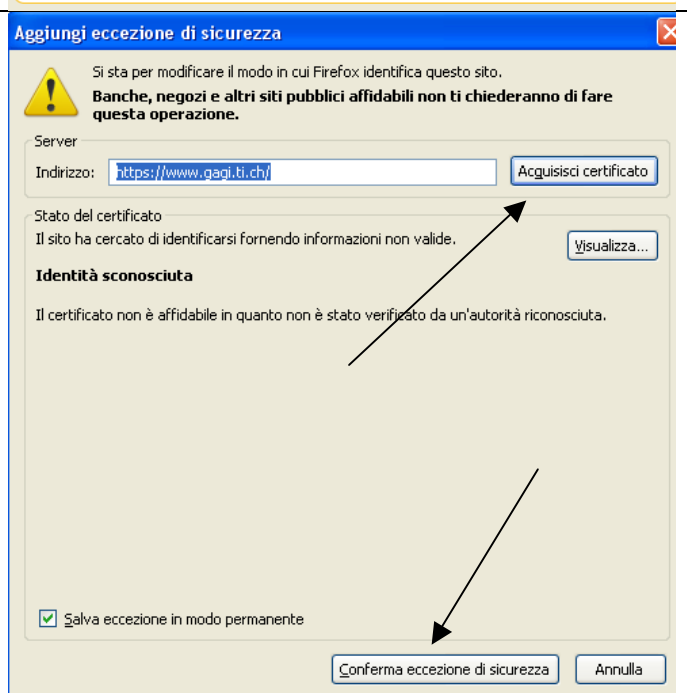 Aggiungi eccezione di sicurezza
Si sta per modificare il modo in cui Firefox identifica questo sito.
Banche, negozi e altri siti pubblici affidabili non ti chiederanno di fare
questa operazione.
Server
Indirizzo: https://www.gagi.ti.ch/ Acquisisci certificato
Stato del certificato
Il sito ha cercato di identificarsi fornendo informazioni non valide. Visualizza...
Identità sconosciuta
Il certificato non è affidabile in quanto non è stato verificato da un'autorità riconosciuta.
Salva eccezione in modo permanente
Conferma eccezione di sicurezza Annulla